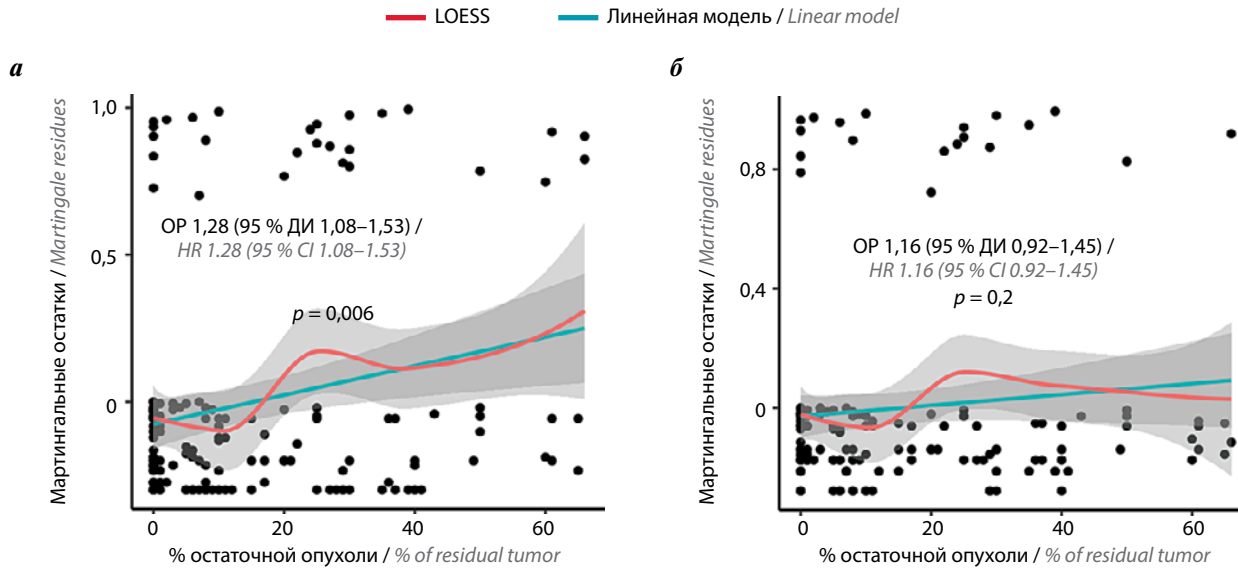 LOESS
Линейная модель / Linear model
а
Мартингальные остатки / Martingale residues
1,0
0,5
0
ОР 1,28 (95 % ДИ 1,08–1,53) /
HR 1.28 (95 % CI 1.08–1.53)
p = 0,006
0
20
40
60
% остаточной опухоли / % of residual tumor
б
Мартингальные остатки / Martingale residues
0,8
0,4
0
ОР 1,16 (95 % ДИ 0,92–1,45) /
HR 1.16 (95 % CI 0.92–1.45)
p = 0,2
0
20
40
60
% остаточной опухоли / % of residual tumor